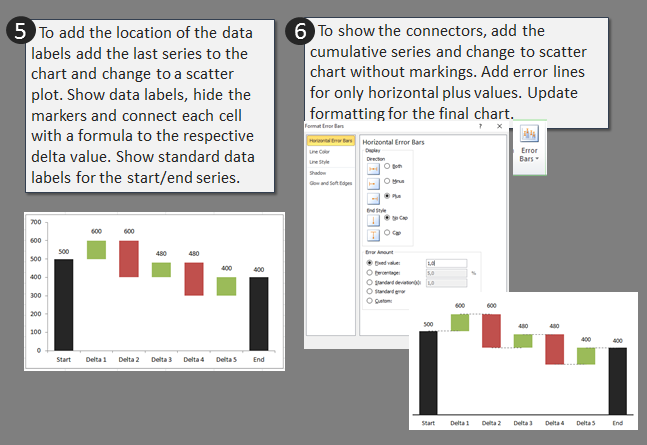 5
To add the location of the data
labels add the last series to the
chart and change to a scatter
plot. Show data labels, hide the
markers and connect each cell
with a formula to the respective
delta value. Show standard data
labels for the start/end series.
6
To show the connectors, add the
cumulative series and change to scatter
chart without markings. Add error lines
for only horizontal plus values. Update
formatting for the final chart.
Format Error Bars
? X
Horizontal Error Bars
Line Color
Line Style
Shadow
Glow and Soft Edges
Horizontal Error Bars
Display
Direction
Both
Minus
Plus
End Style
No Cap
Cap
Error Amount
Fixed value: 1,0
Percentage: 5,0 %
Standard deviation(s): 1,0
Standard error
Custom:
Error
Bars
700
600
500
400
300
200
100
0
500
600
600
480
480
400
400
Start Delta 1 Delta 2 Delta 3 Delta 4 Delta 5 End
500
600
600
480
480
400
400
Start Delta 1 Delta 2 Delta 3 Delta 4 Delta 5 End